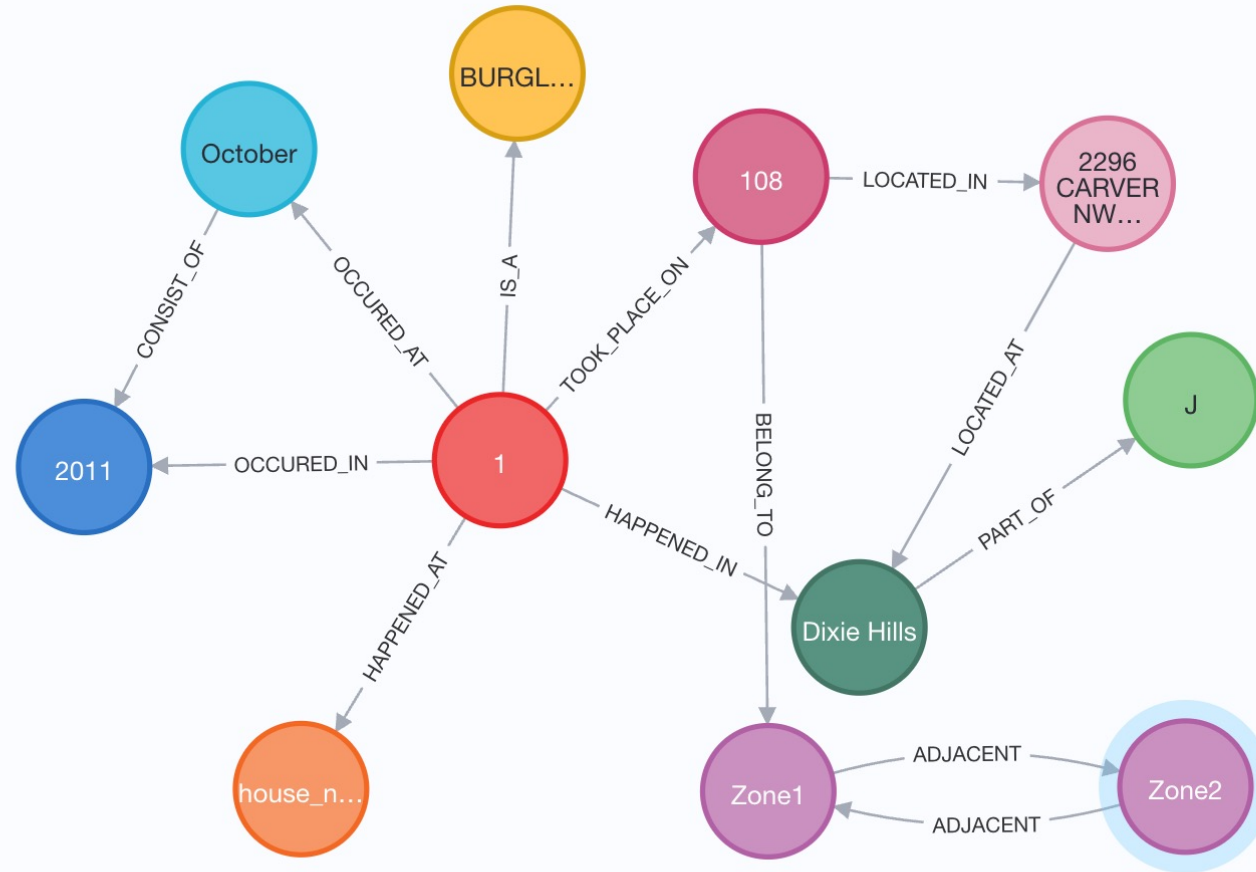 BURGL…
October
108
LOCATED_IN
2296
CARVER
NW…
CONSIST_OF
OCCURED_AT
IS_A
TOOK_PLACE_ON
LOCATED_AT
J
2011
OCCURED_IN
1
BELONG_TO
HAPPENED_IN
PART_OF
HAPPENED_AT
Dixie Hills
house_n…
Zone1
ADJACENT
ADJACENT
Zone2